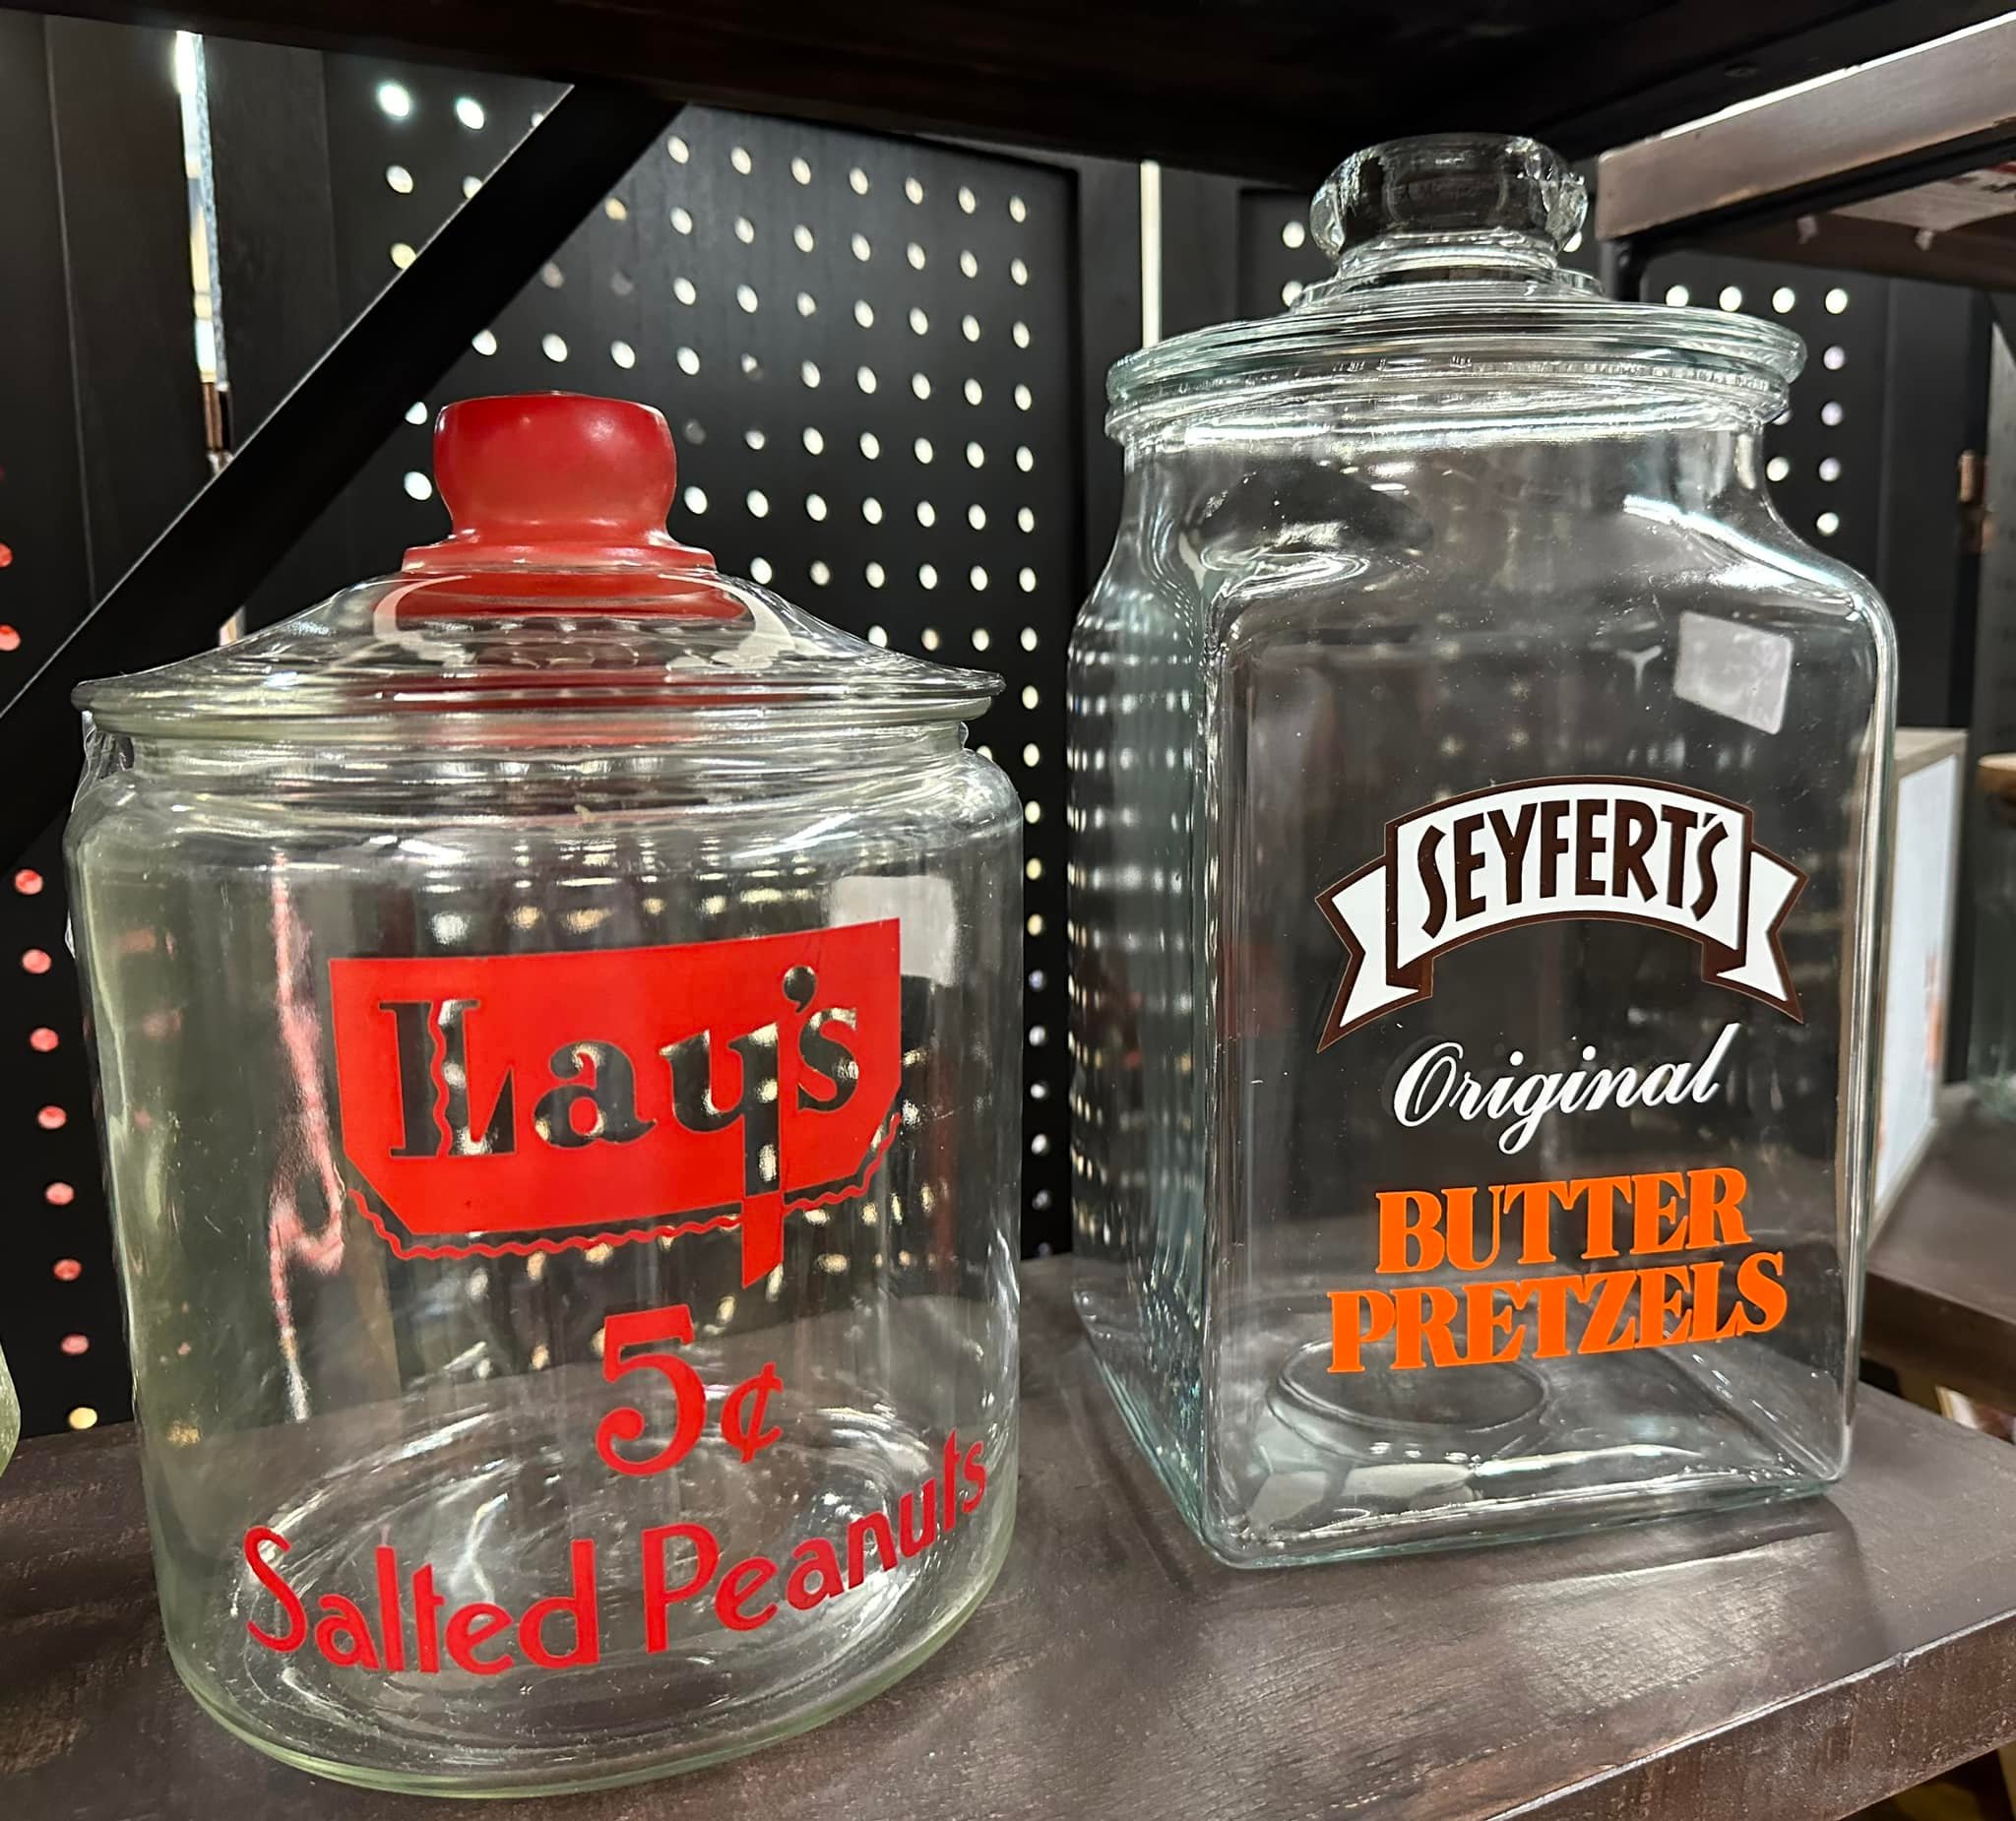 Lay's
5¢
Salted Peanuts
SEYFERT'S
Original
BUTTER
PRETZELS